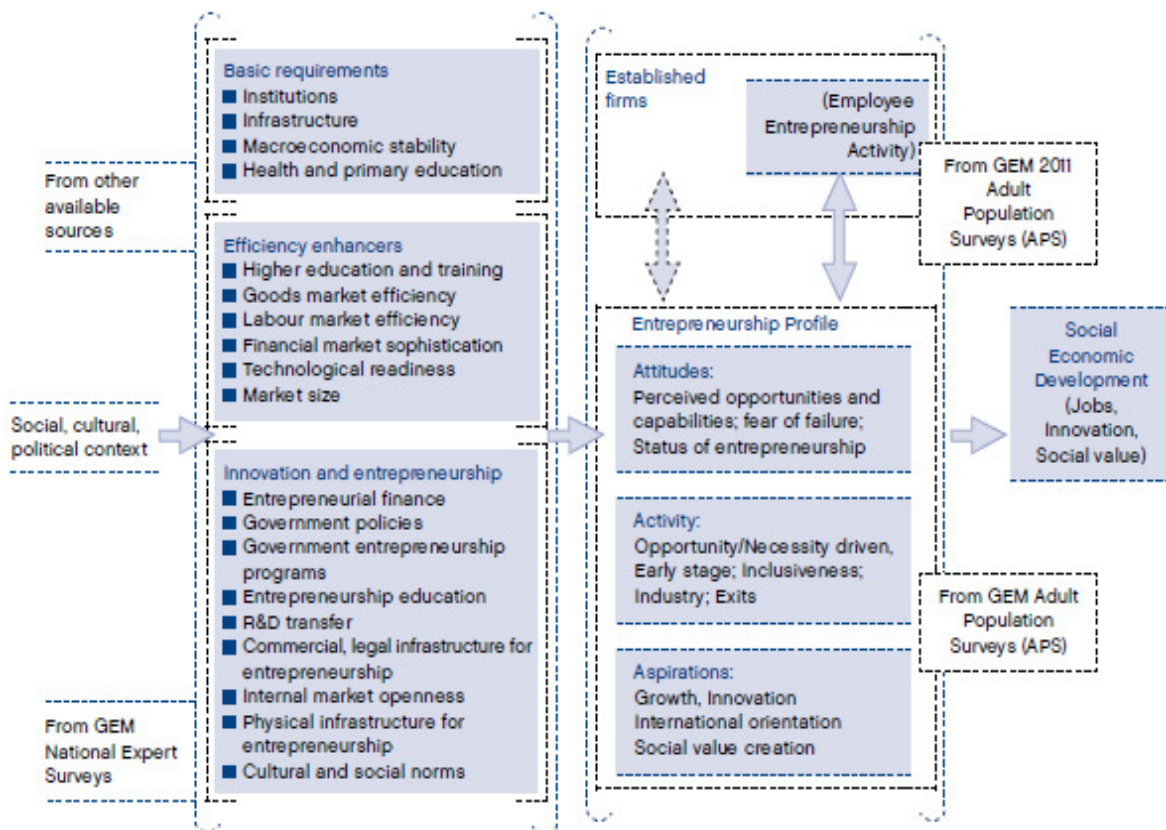 From other
available
sources
Social, cultural,
political context
From GEM
National Expert
Surveys
Basic requirements
Institutions
Infrastructure
Macroeconomic stability
Health and primary education
Efficiency enhancers
Higher education and training
Goods market efficiency
Labour market efficiency
Financial market sophistication
Technological readiness
Market size
Innovation and entrepreneurship
Entrepreneurial finance
Government policies
Government entrepreneurship
programs
Entrepreneurship education
R&D transfer
Commercial, legal infrastructure for
entrepreneurship
Internal market openness
Physical infrastructure for
entrepreneurship
Cultural and social norms
Established
firms
(Employee
Entrepreneurship
Activity)
From GEM 2011
Adult
Population
Surveys (APS)
Entrepreneurship Profile
Attitudes:
Perceived opportunities and
capabilities; fear of failure;
Status of entrepreneurship
Activity:
Opportunity/Necessity driven,
Early stage; Inclusiveness;
Industry; Exits
Aspirations:
Growth, Innovation
International orientation
Social value creation
From GEM Adult
Population
Surveys (APS)
Social
Economic
Development
(Jobs,
Innovation,
Social value)